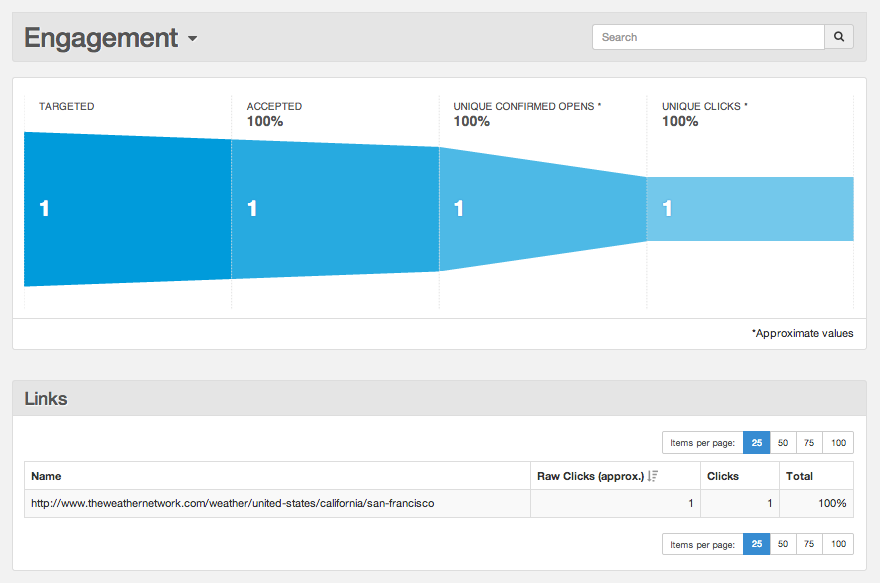 Engagement
Search
TARGETED
ACCEPTED
100%
UNIQUE CONFIRMED OPENS *
100%
UNIQUE CLICKS *
100%
1
1
1
1
*Approximate values
Links
Items per page: 25 50 75 100
Name Raw Clicks (approx.) Clicks Total
http://www.theweathernetwork.com/weather/united-states/california/san-francisco 1 1 100%
Items per page: 25 50 75 100